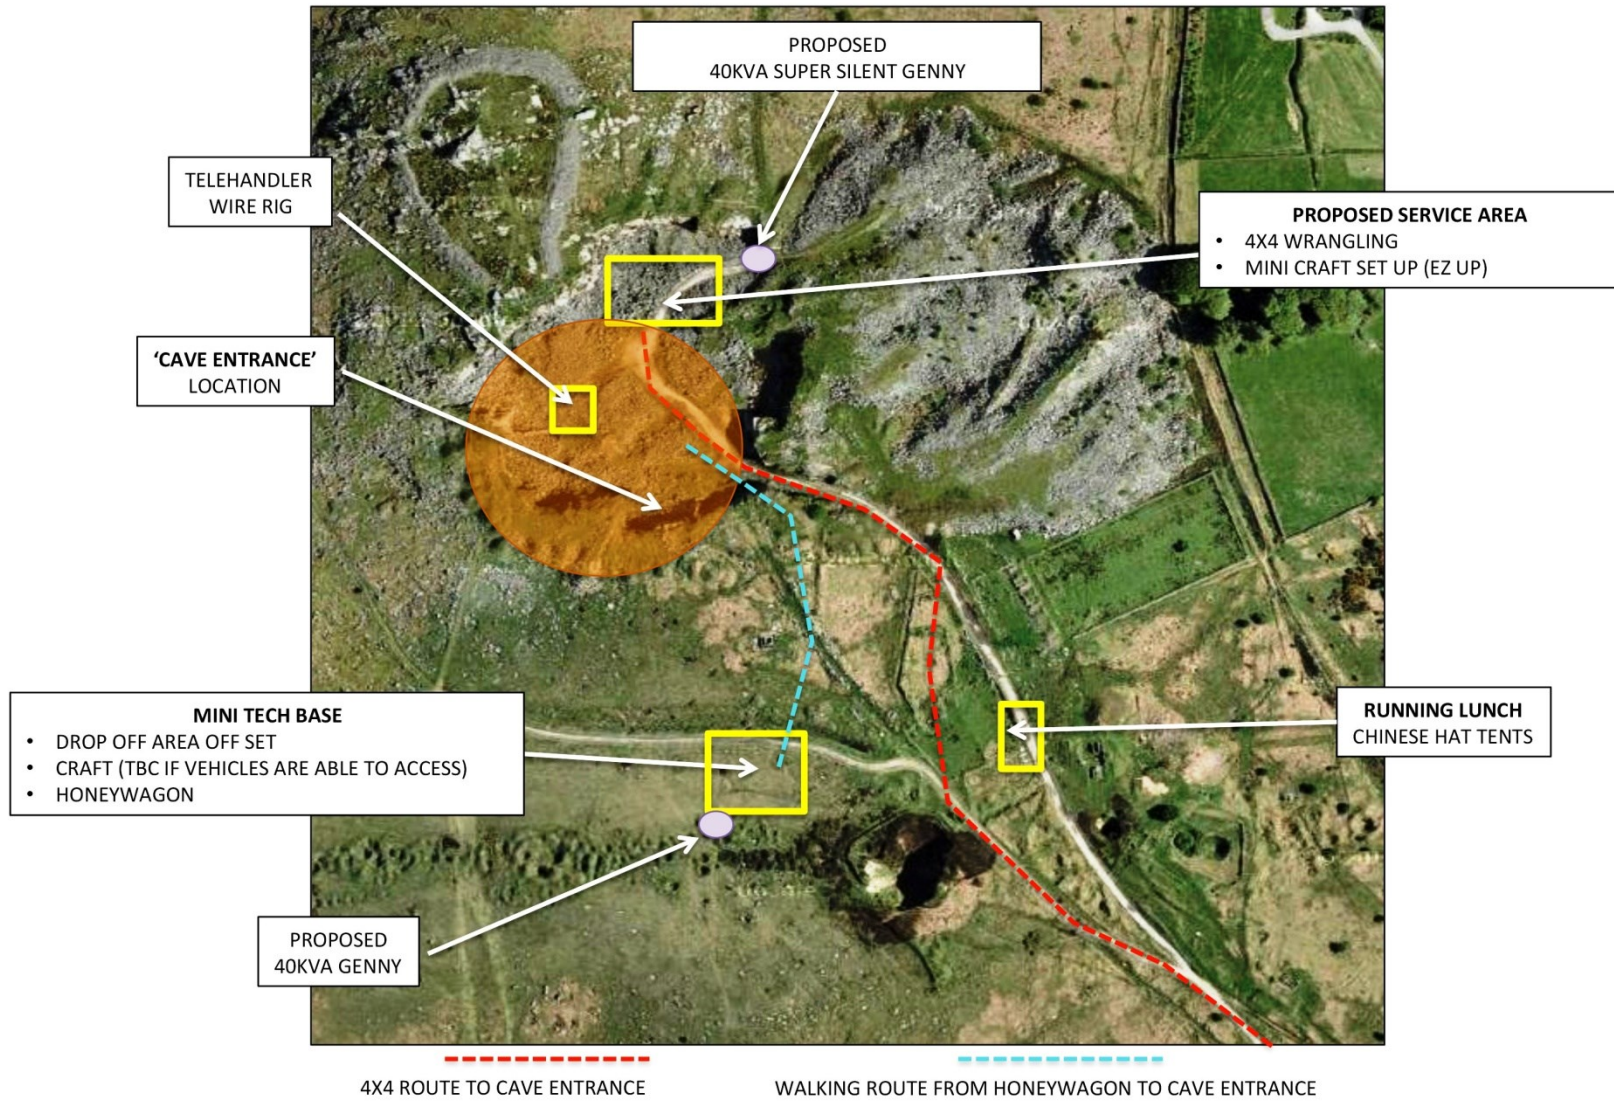 PROPOSED
40KVA SUPER SILENT GENNY
TELEHANDLER
WIRE RIG
PROPOSED SERVICE AREA
• 4X4 WRANGLING
• MINI CRAFT SET UP (EZ UP)
‘CAVE ENTRANCE’
LOCATION
MINI TECH BASE
• DROP OFF AREA OFF SET
• CRAFT (TBC IF VEHICLES ARE ABLE TO ACCESS)
• HONEYWAGON
RUNNING LUNCH
CHINESE HAT TENTS
PROPOSED
40KVA GENNY
4X4 ROUTE TO CAVE ENTRANCE
WALKING ROUTE FROM HONEYWAGON TO CAVE ENTRANCE